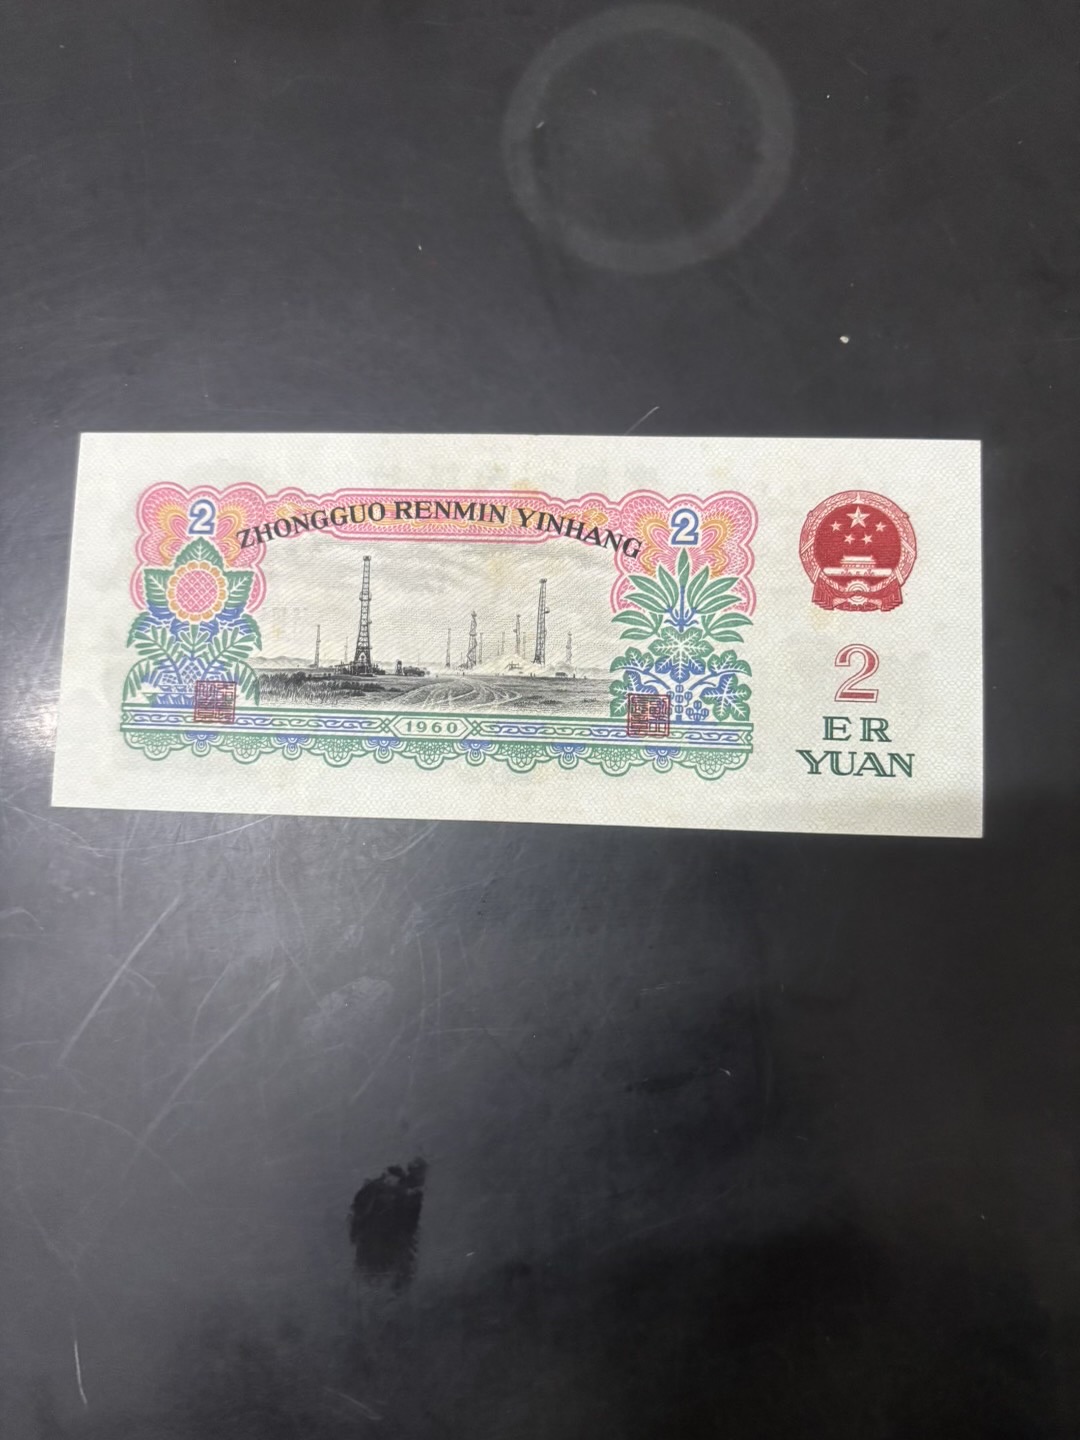 2
ZHONGGUO RENMIN YINHANG
2
1960
2
ER
YUAN